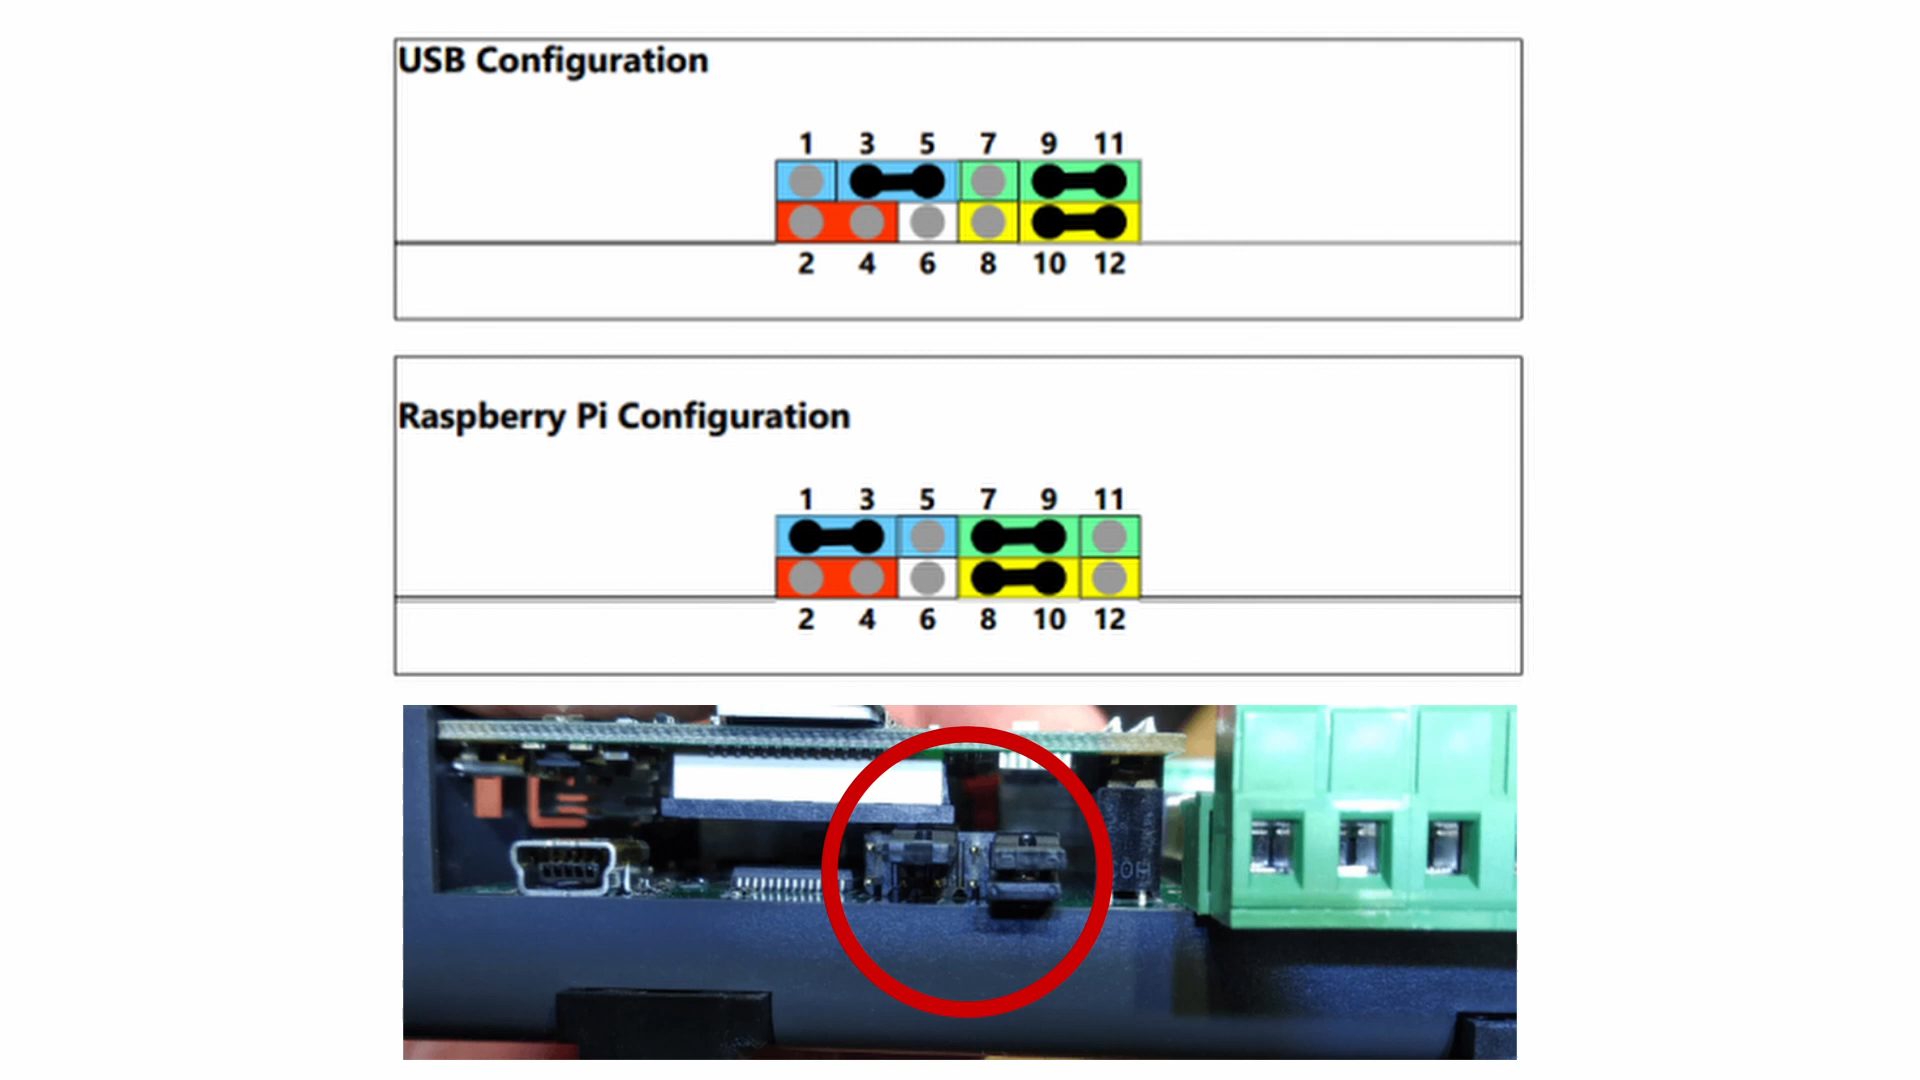 USB Configuration
1 3 5 7 9 11
2 4 6 8 10 12
Raspberry Pi Configuration
1 3 5 7 9 11
2 4 6 8 10 12